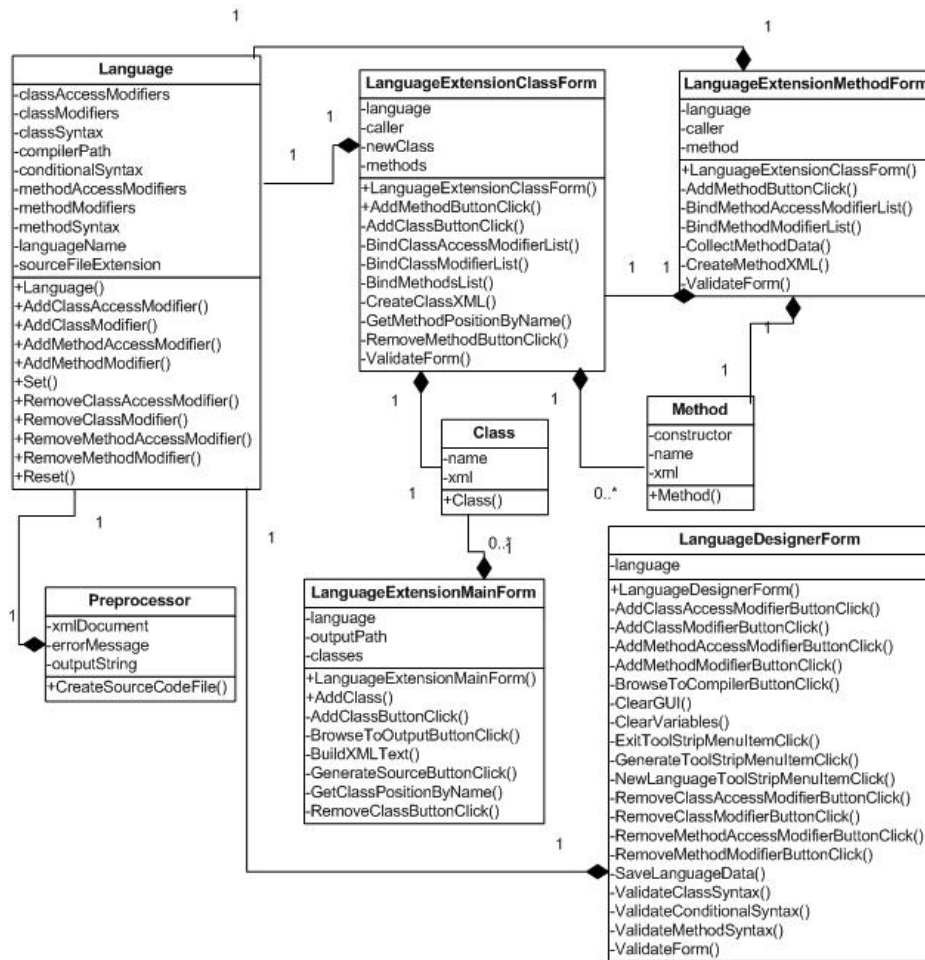 1
1
Language
-classAccessModifiers
-classModifiers
-classSyntax
-compilerPath
-conditionalSyntax
-methodAccessModifiers
-methodModifiers
-methodSyntax
-languageName
-sourceFileExtension
+Language()
+AddClassAccessModifier()
+AddClassModifier()
+AddMethodAccessModifier()
+AddMethodModifier()
+Set()
+RemoveClassAccessModifier()
+RemoveClassModifier()
+RemoveMethodAccessModifier()
+RemoveMethodModifier()
+Reset()
1
1
LanguageExtensionClassForm
-language
-caller
-newClass
-methods
+LanguageExtensionClassForm()
+AddMethodButtonClick()
-AddClassButtonClick()
-BindClassAccessModifierList()
-BindClassModifierList()
-BindMethodsList()
-CreateClassXML()
-GetMethodPositionByName()
-RemoveMethodButtonClick()
-ValidateForm()
LanguageExtensionMethodForm
-language
-caller
-method
+LanguageExtensionClassForm()
-AddMethodButtonClick()
-BindMethodAccessModifierList()
-BindMethodModifierList()
-CollectMethodData()
-CreateMethodXML()
-ValidateForm()
1
1
1
1
1
1
Class
-name
-xml
+Class()
1
0..*
Method
-constructor
-name
-xml
+Method()
1
1
1
Preprocessor
-xmlDocument
-errorMessage
-outputString
+CreateSourceCodeFile()
0..*
1
LanguageExtensionMainForm
-language
-outputPath
-classes
+LanguageExtensionMainForm()
+AddClass()
-AddClassButtonClick()
-BrowseToOutputButtonClick()
-BuildXMLText()
-GenerateSourceButtonClick()
-GetClassPositionByName()
-RemoveClassButtonClick()
1
LanguageDesignerForm
-language
+LanguageDesignerForm()
-AddClassAccessModifierButtonClick()
-AddClassModifierButtonClick()
-AddMethodAccessModifierButtonClick()
-AddMethodModifierButtonClick()
-BrowseToCompilerButtonClick()
-ClearGUI()
-ClearVariables()
-ExitToolStripMenuItemClick()
-GenerateToolStripMenuItemClick()
-NewLanguageToolStripMenuItemClick()
-RemoveClassAccessModifierButtonClick()
-RemoveClassModifierButtonClick()
-RemoveMethodAccessModifierButtonClick()
-RemoveMethodModifierButtonClick()
-SaveLanguageData()
-ValidateClassSyntax()
-ValidateConditionalSyntax()
-ValidateMethodSyntax()
-ValidateForm()